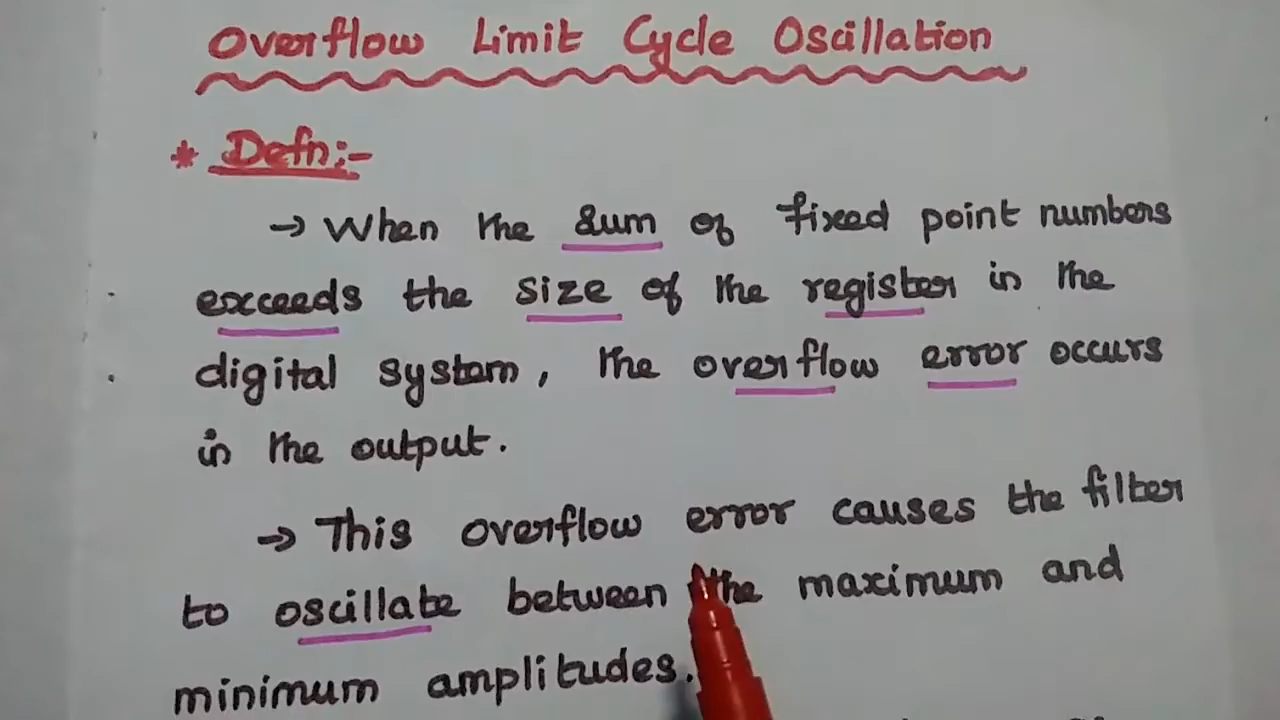 Overflow Limit Cycle Oscillation
* Defn:-
→ When the sum of fixed point numbers
exceeds the size of the register in the
digital system, the overflow error occurs
in the output.
→ This overflow error causes the filter
to oscillate between the maximum and
minimum amplitudes.